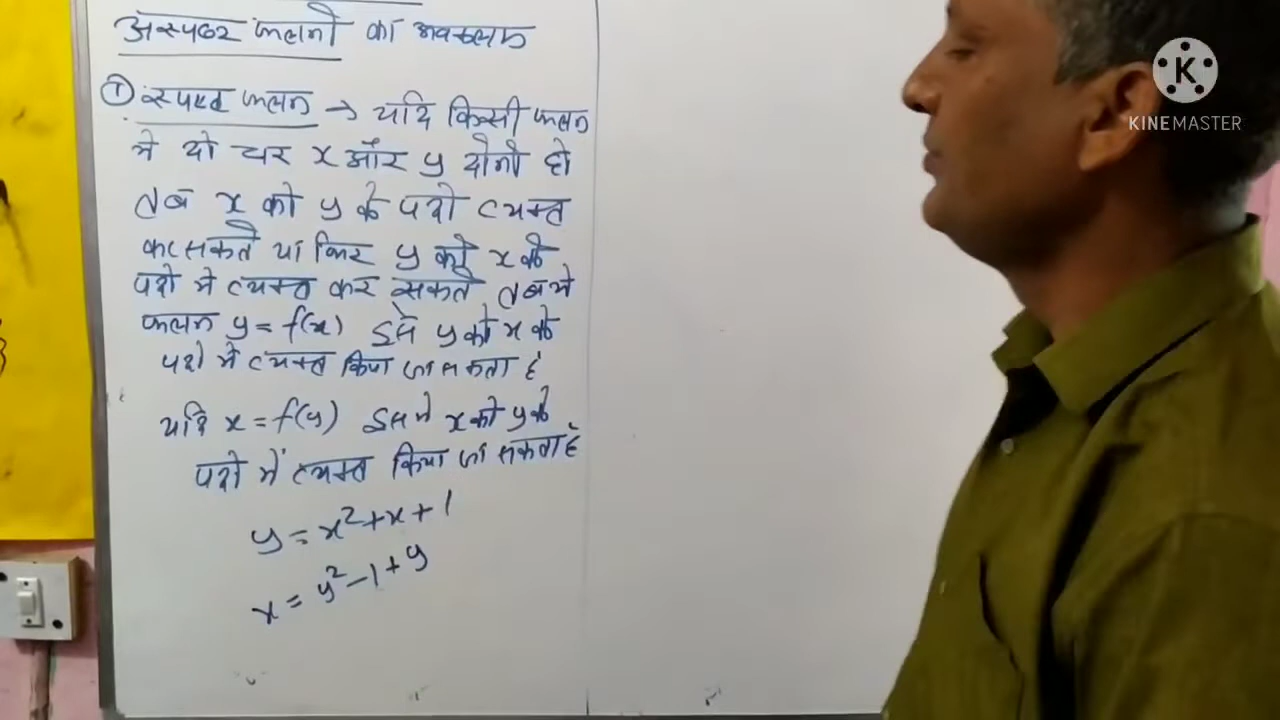 अस्पष्ट फलनों का अवकलन
① स्पष्ट फलन → यदि किसी फलन
मे दो चर x और y दोनो हो
तब x को y के पदो व्यक्त
कर सकते या फिर y को x के
पदो मे व्यक्त कर सकते तब मे
फलन y = f(x) इसमे y को x के
पदो मे व्यक्त किया जा सकता है
यदि x = f(y) इसमे x को y के
पदो में व्यक्त किया जा सकता है
y = x²+x+1
x = y²-1+y
K
KINEMASTER